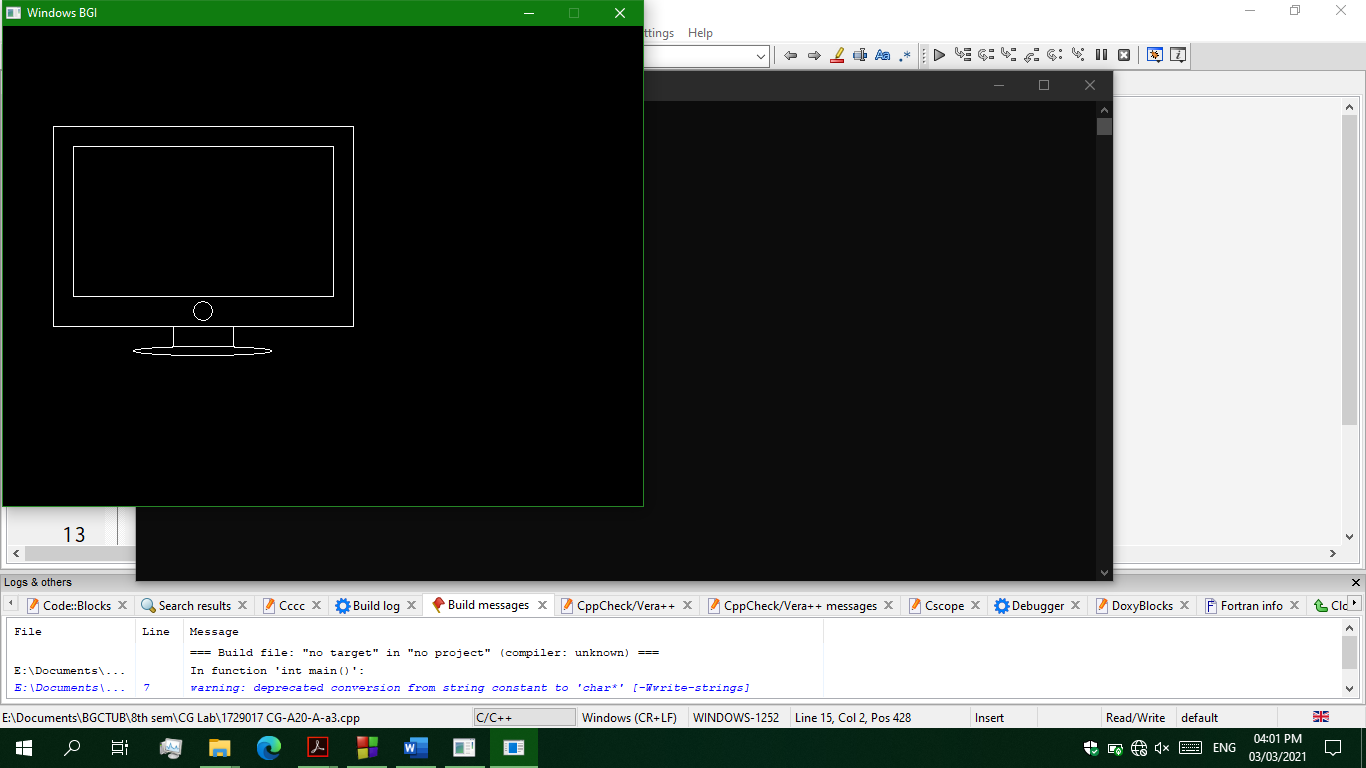 Windows BGI
ttings Help
13
Logs & others
Code::Blocks Search results Cccc Build log Build messages CppCheck/Vera++ CppCheck/Vera++ messages Cscope Debugger DoxyBlocks Fortran info Clo
File Line Message
=== Build file: "no target" in "no project" (compiler: unknown) ===
E:\Documents\... In function 'int main()':
E:\Documents\... 7 warning: deprecated conversion from string constant to 'char*' [-Wwrite-strings]
E:\Documents\BGCTUB\8th sem\CG Lab\1729017 CG-A20-A-a3.cpp C/C++ Windows (CR+LF) WINDOWS-1252 Line 15, Col 2, Pos 428 Insert Read/Write default
ENG 04:01 PM
03/03/2021